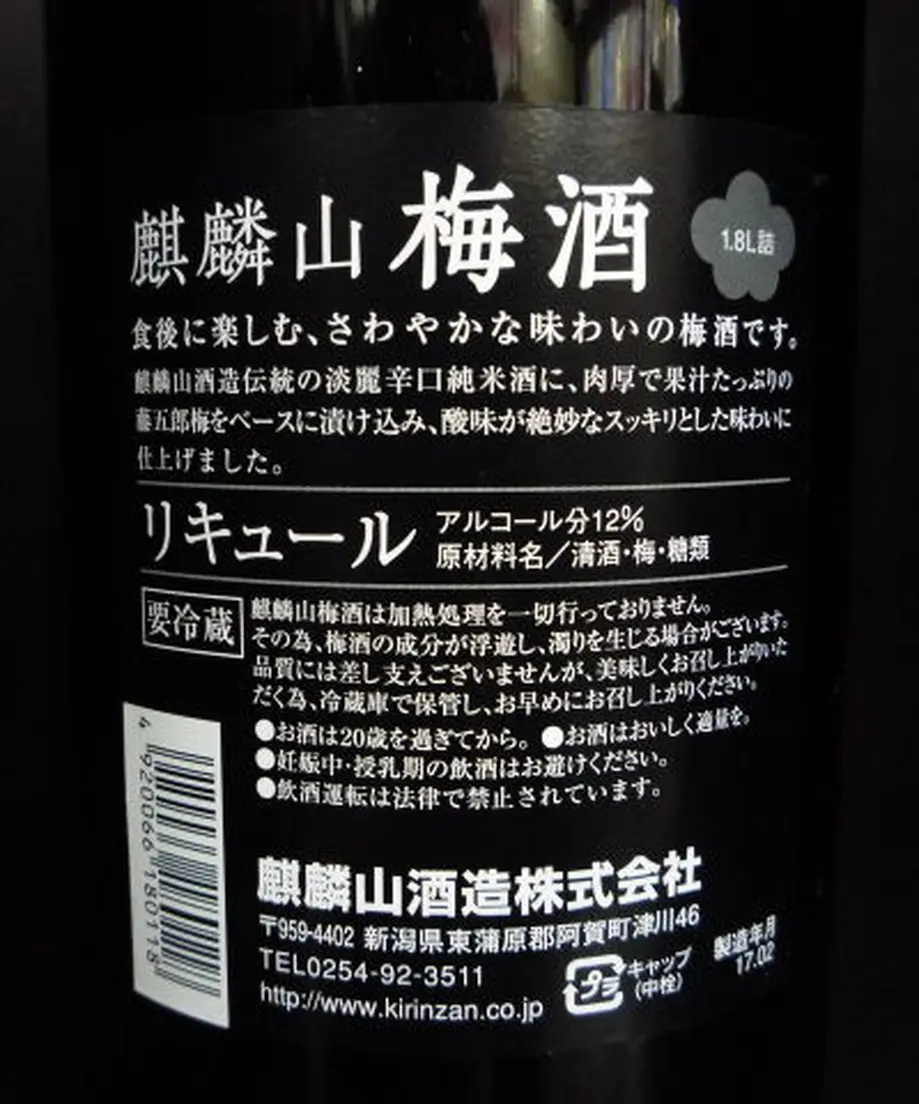 麒麟山 梅酒
1.8L詰
食後に楽しむ、さわやかな味わいの梅酒です。
麒麟山酒造伝統の淡麗辛口純米酒に、肉厚で果汁たっぷりの
藤五郎梅をベースに漬け込み、酸味が絶妙なスッキリとした味わいに
仕上げました。
リキュール
アルコール分12%
原材料名/清酒・梅・糖類
要冷蔵
麒麟山梅酒は加熱処理を一切行っておりません。
その為、梅酒の成分が浮遊し、濁りを生じる場合がございます。
品質には差し支えございませんが、美味しくお召し上がりいた
だく為、冷蔵庫で保管し、お早めにお召し上がりください。
●お酒は20歳を過ぎてから。 ●お酒はおいしく適量を。
●妊娠中・授乳期の飲酒はお避けください。
●飲酒運転は法律で禁止されています。
4 920066 180118
麒麟山酒造株式会社
〒959-4402 新潟県東蒲原郡阿賀町津川46
TEL0254-92-3511
http://www.kirinzan.co.jp
プラ
キャップ
(中栓)
製造年月
17.02